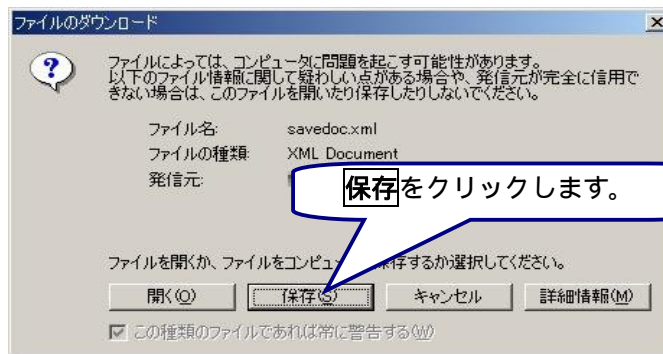 ファイルのダウンロード
ファイルによっては、コンピュータに問題を起こす可能性があります。
以下のファイル情報に関して疑わしい点がある場合や、発信元が完全に信用で
きない場合は、このファイルを開いたり保存したりしないでください。
ファイル名: savedoc.xml
ファイルの種類: XML Document
発信元:
保存をクリックします。
ファイルを開くか、ファイルをコンピュ 保存するか選択してください。
開く(O) 保存(S) キャンセル 詳細情報(M)
この種類のファイルであれば常に警告する(W)